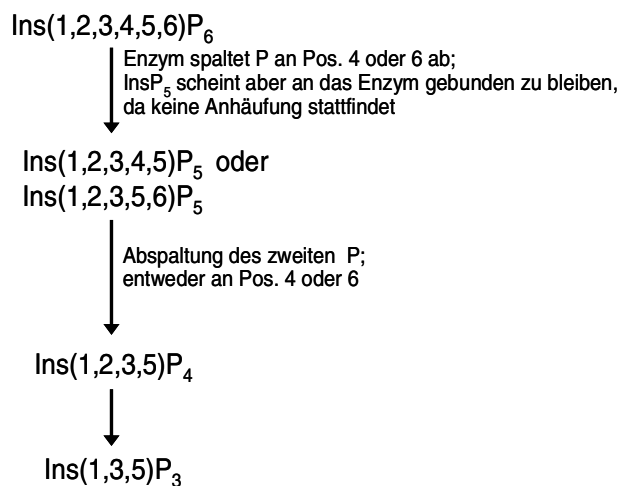 Ins(1,2,3,4,5,6)P₆
Enzym spaltet P an Pos. 4 oder 6 ab;
InsP₅ scheint aber an das Enzym gebunden zu bleiben,
da keine Anhäufung stattfindet
Ins(1,2,3,4,5)P₅ oder
Ins(1,2,3,5,6)P₅
Abspaltung des zweiten P;
entweder an Pos. 4 oder 6
Ins(1,2,3,5)P₄
Ins(1,3,5)P₃